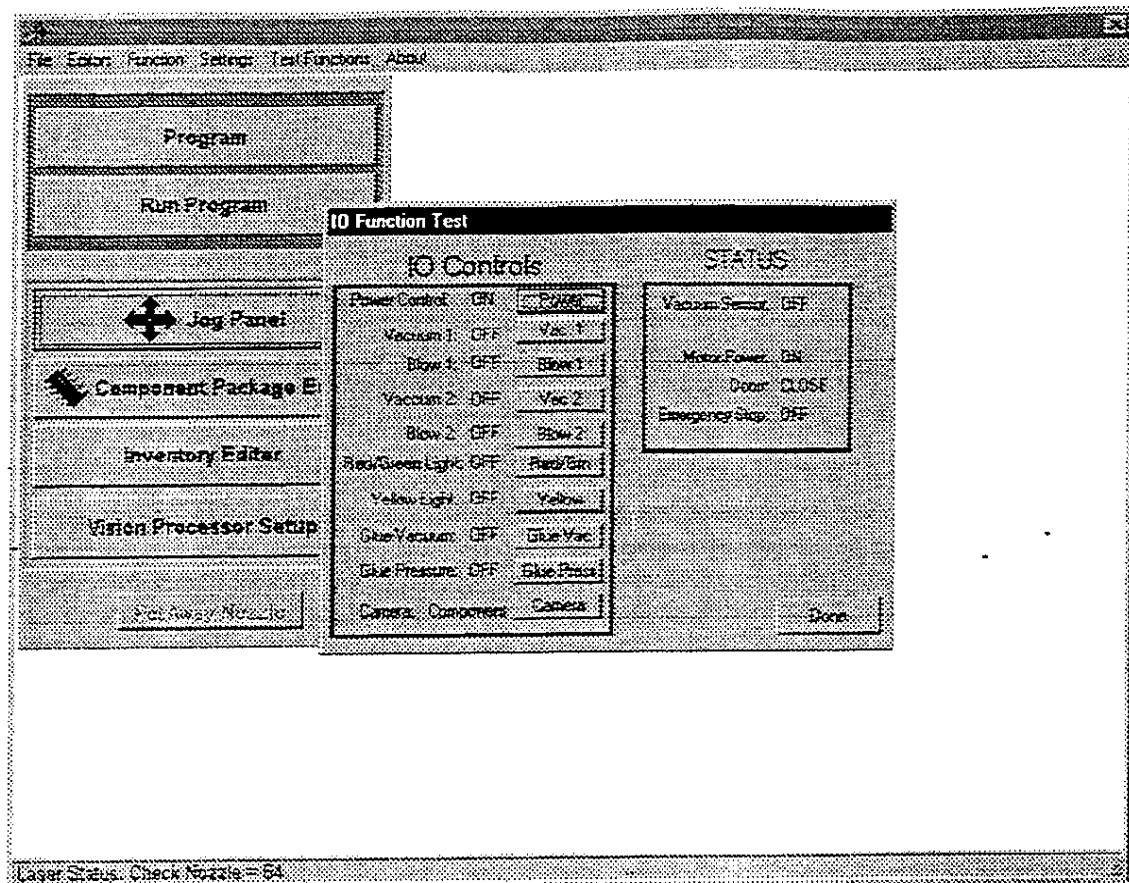 File Editors Function Settings Test Functions About
Program
Run Program
Jog Panel
Component Package E
Inventory Editor
Vision Processor Setup
Put Away Nozzle
IO Function Test
IO Controls
Power Control: ON Power
Vacuum 1: OFF Vac 1
Blow 1: OFF Blow 1
Vaccum 2: OFF Vac 2
Blow 2: OFF Blow 2
Red/Green Light: OFF Red/Grn
Yellow Light: OFF Yellow
Glue Vacuum: OFF Glue Vac
Glue Pressure: OFF Glue Press
Camera: Component Camera
STATUS
Vacuum Sensor: OFF
Motor Power: ON
Door: CLOSE
Emergency Stop: OFF
Done
Laser Status: Check Nozzle = 64